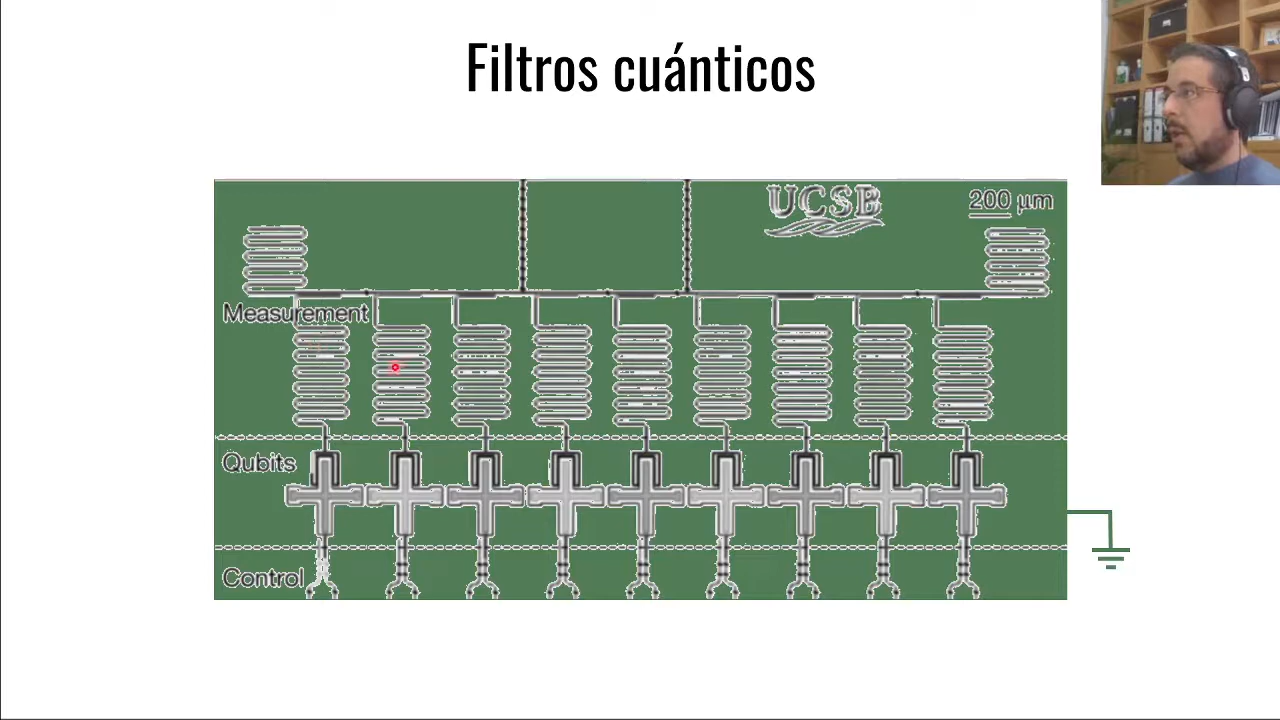 Filtros cuánticos
UCSB
200 μm
Measurement
Qubits
Control